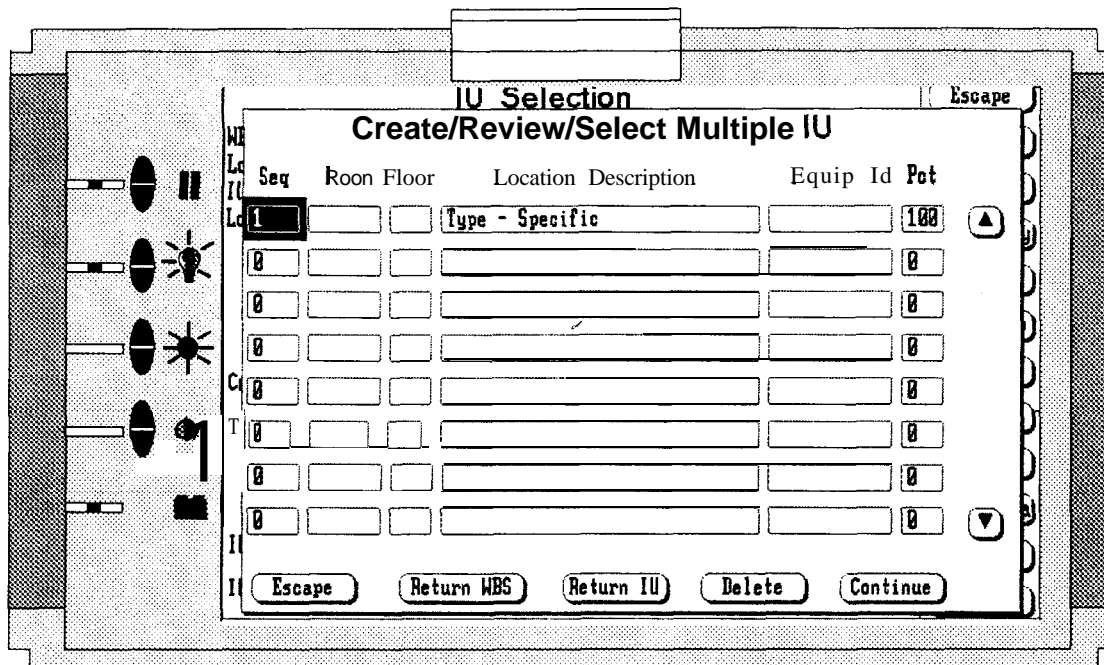 IU Selection
Escape
Create/Review/Select Multiple IU
Seq Roon Floor Location Description Equip Id Pct
1 Type - Specific 100
0 0
0 0
0 0
0 0
0 0
0 0
0 0
Escape Return WBS Return IU Delete Continue